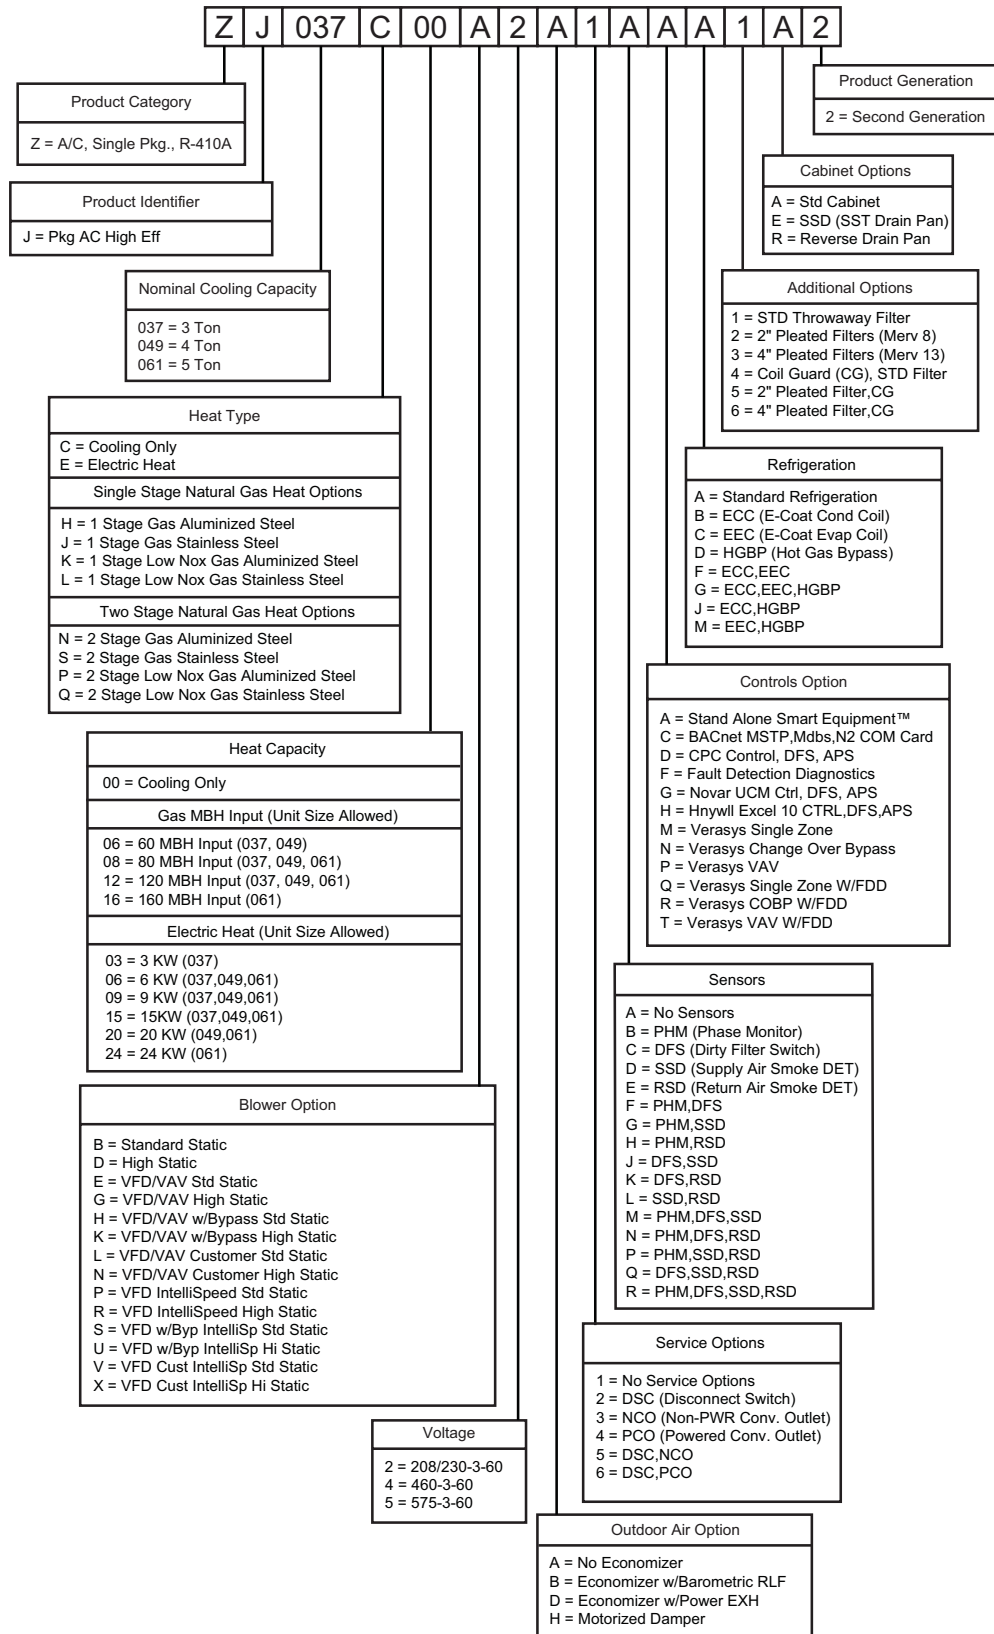 Z J 037 C 00 A 2 A 1 A A A 1 A 2
Product Category
Z = A/C, Single Pkg., R-410A
Product Identifier
J = Pkg AC High Eff
Nominal Cooling Capacity
037 = 3 Ton
049 = 4 Ton
061 = 5 Ton
Heat Type
C = Cooling Only
E = Electric Heat
Single Stage Natural Gas Heat Options
H = 1 Stage Gas Aluminized Steel
J = 1 Stage Gas Stainless Steel
K = 1 Stage Low Nox Gas Aluminized Steel
L = 1 Stage Low Nox Gas Stainless Steel
Two Stage Natural Gas Heat Options
N = 2 Stage Gas Aluminized Steel
S = 2 Stage Gas Stainless Steel
P = 2 Stage Low Nox Gas Aluminized Steel
Q = 2 Stage Low Nox Gas Stainless Steel
Heat Capacity
00 = Cooling Only
Gas MBH Input (Unit Size Allowed)
06 = 60 MBH Input (037, 049)
08 = 80 MBH Input (037, 049, 061)
12 = 120 MBH Input (037, 049, 061)
16 = 160 MBH Input (061)
Electric Heat (Unit Size Allowed)
03 = 3 KW (037)
06 = 6 KW (037,049,061)
09 = 9 KW (037,049,061)
15 = 15KW (037,049,061)
20 = 20 KW (049,061)
24 = 24 KW (061)
Blower Option
B = Standard Static
D = High Static
E = VFD/VAV Std Static
G = VFD/VAV High Static
H = VFD/VAV w/Bypass Std Static
K = VFD/VAV w/Bypass High Static
L = VFD/VAV Customer Std Static
N = VFD/VAV Customer High Static
P = VFD IntelliSpeed Std Static
R = VFD IntelliSpeed High Static
S = VFD w/Byp IntelliSp Std Static
U = VFD w/Byp IntelliSp Hi Static
V = VFD Cust IntelliSp Std Static
X = VFD Cust IntelliSp Hi Static
Voltage
2 = 208/230-3-60
4 = 460-3-60
5 = 575-3-60
Product Generation
2 = Second Generation
Cabinet Options
A = Std Cabinet
E = SSD (SST Drain Pan)
R = Reverse Drain Pan
Additional Options
1 = STD Throwaway Filter
2 = 2" Pleated Filters (Merv 8)
3 = 4" Pleated Filters (Merv 13)
4 = Coil Guard (CG), STD Filter
5 = 2" Pleated Filter,CG
6 = 4" Pleated Filter,CG
Refrigeration
A = Standard Refrigeration
B = ECC (E-Coat Cond Coil)
C = EEC (E-Coat Evap Coil)
D = HGBP (Hot Gas Bypass)
F = ECC,EEC
G = ECC,EEC,HGBP
J = ECC,HGBP
M = EEC,HGBP
Controls Option
A = Stand Alone Smart Equipment™
C = BACnet MSTP,Mdbs,N2 COM Card
D = CPC Control, DFS, APS
F = Fault Detection Diagnostics
G = Novar UCM Ctrl, DFS, APS
H = Hnywll Excel 10 CTRL,DFS,APS
M = Verasys Single Zone
N = Verasys Change Over Bypass
P = Verasys VAV
Q = Verasys Single Zone W/FDD
R = Verasys COBP W/FDD
T = Verasys VAV W/FDD
Sensors
A = No Sensors
B = PHM (Phase Monitor)
C = DFS (Dirty Filter Switch)
D = SSD (Supply Air Smoke DET)
E = RSD (Return Air Smoke DET)
F = PHM,DFS
G = PHM,SSD
H = PHM,RSD
J = DFS,SSD
K = DFS,RSD
L = SSD,RSD
M = PHM,DFS,SSD
N = PHM,DFS,RSD
P = PHM,SSD,RSD
Q = DFS,SSD,RSD
R = PHM,DFS,SSD,RSD
Service Options
1 = No Service Options
2 = DSC (Disconnect Switch)
3 = NCO (Non-PWR Conv. Outlet)
4 = PCO (Powered Conv. Outlet)
5 = DSC,NCO
6 = DSC,PCO
Outdoor Air Option
A = No Economizer
B = Economizer w/Barometric RLF
D = Economizer w/Power EXH
H = Motorized Damper